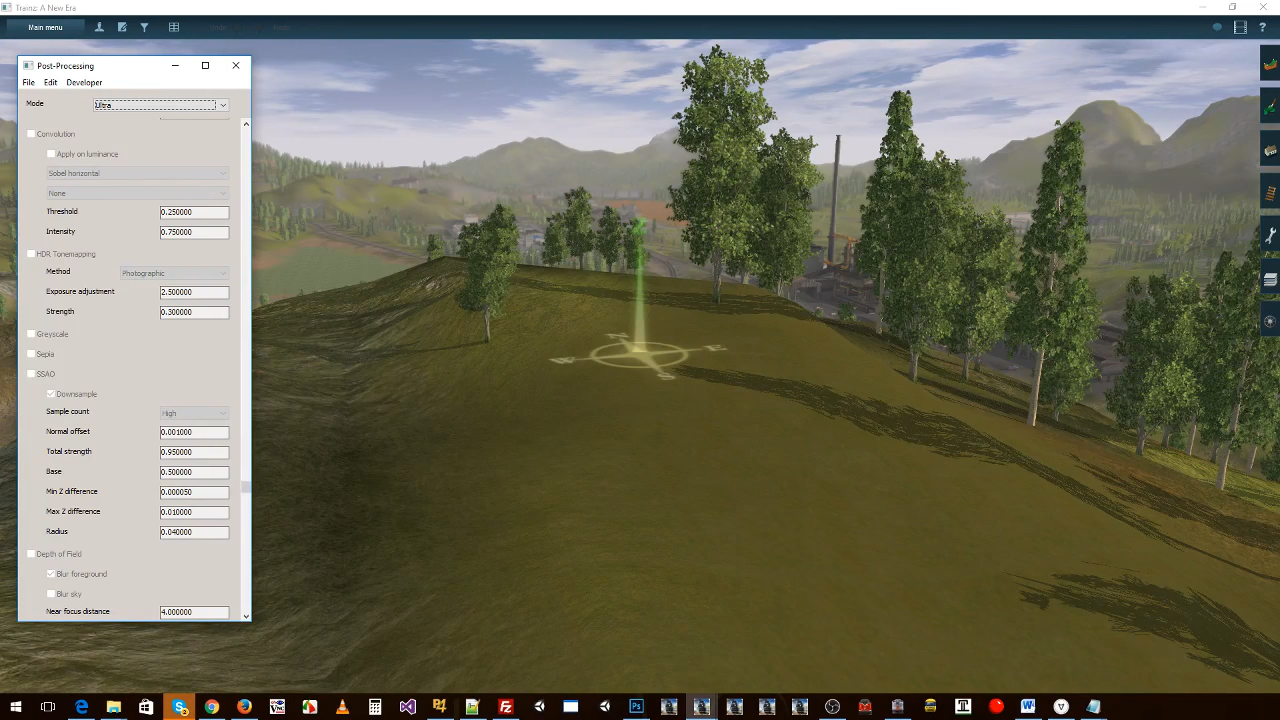 Trainz: A New Era
Main menu
Post-Processing
File Edit Developer
Mode Ultra
Convolution
Apply on luminance
Sobel horizontal
None
Threshold 0.250000
Intensity 0.750000
HDR Tonemapping
Method Photographic
Exposure adjustment 2.500000
Strength 0.300000
Greyscale
Sepia
SSAO
Downsample
Sample count High
Normal offset 0.001000
Total strength 0.950000
Base 0.500000
Min Z difference 0.000050
Max Z difference 0.010000
Radius 0.040000
Depth of Field
Blur foreground
Blur sky
Near focus distance 4.000000
W E